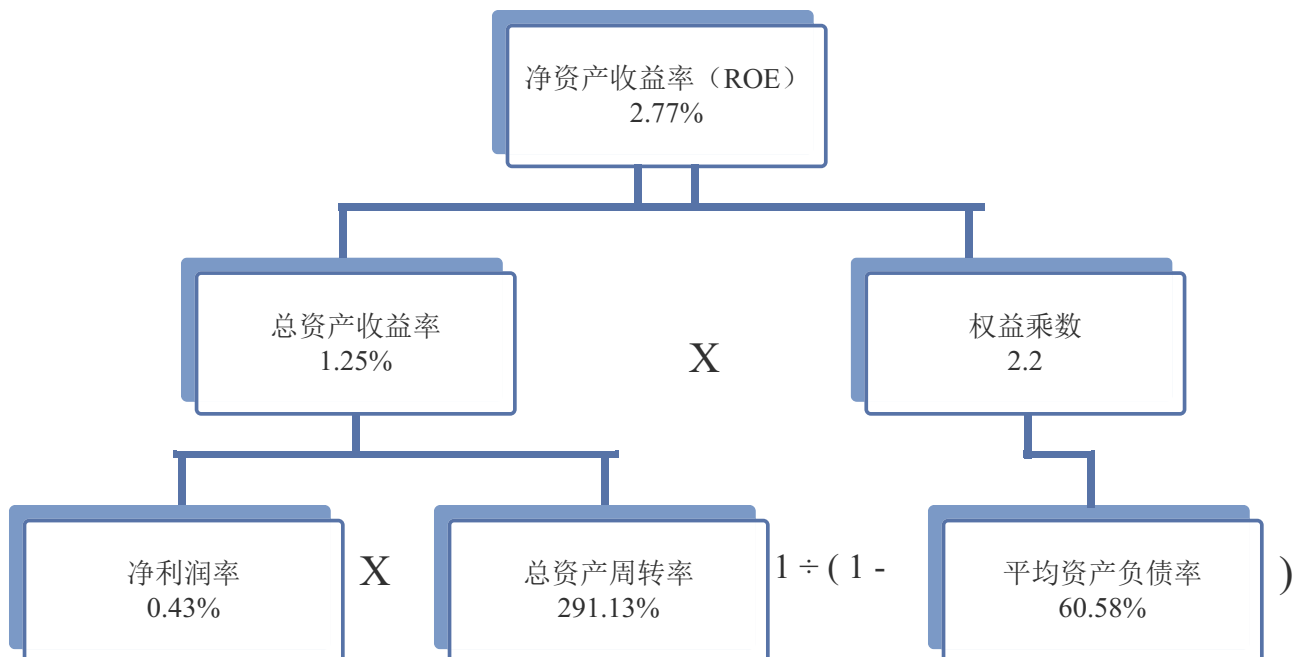 净资产收益率（ROE）
2.77%
总资产收益率
1.25%
X
权益乘数
2.2
净利润率
0.43%
X
总资产周转率
291.13%
1 ÷ ( 1 -
平均资产负债率
60.58%
)